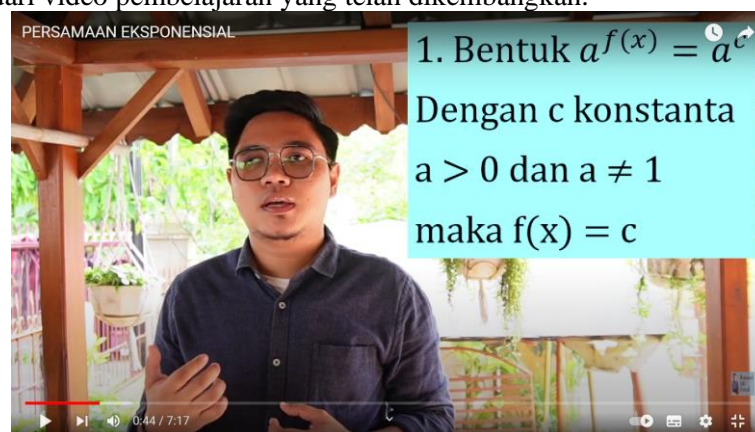 dari video pembelajaran yang telah dikembangkan.
PERSAMAAN EKSPONENSIAL
1. Bentuk a^{f(x)} = a^c
Dengan c konstanta
a > 0 dan a ≠ 1
maka f(x) = c
0:44 / 7:17